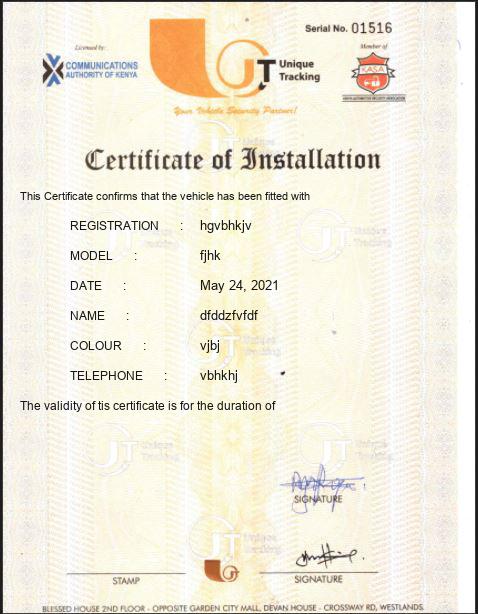 Serial No. 01516
Licensed by:
COMMUNICATIONS
AUTHORITY OF KENYA
UT Unique
Tracking
Member of
KASA
KENYA AUTOMOTIVE SECURITY ASSOCIATION
Your Vehicle Security Partner!
Certificate of Installation
This Certificate confirms that the vehicle has been fitted with
REGISTRATION : hgvbhkjv
MODEL : fjhk
DATE : May 24, 2021
NAME : dfddzfvfdf
COLOUR : vjbj
TELEPHONE : vbhkhj
The validity of tis certificate is for the duration of
SIGNATURE
STAMP
SIGNATURE
BLESSED HOUSE 2ND FLOOR - OPPOSITE GARDEN CITY MALL, DEVAN HOUSE - CROSSWAY RD, WESTLANDS.